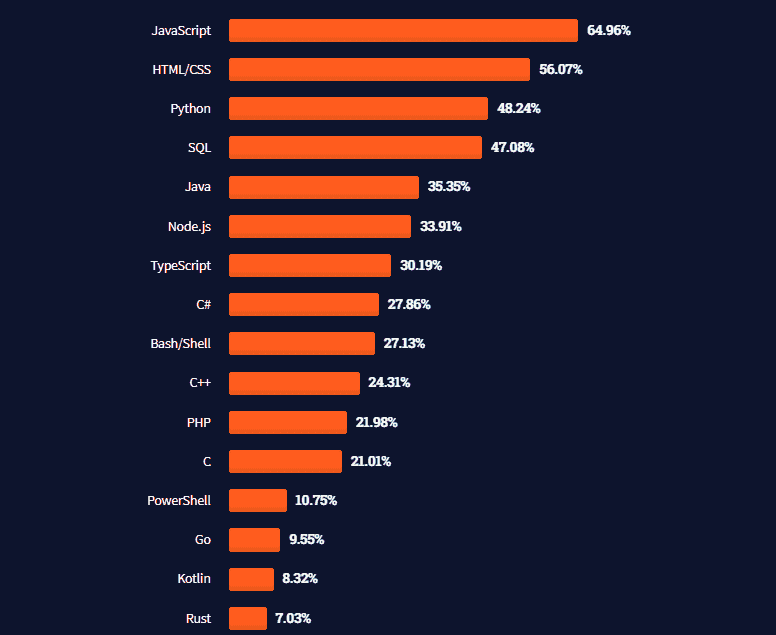 JavaScript 64.96%
HTML/CSS 56.07%
Python 48.24%
SQL 47.08%
Java 35.35%
Node.js 33.91%
TypeScript 30.19%
C# 27.86%
Bash/Shell 27.13%
C++ 24.31%
PHP 21.98%
C 21.01%
PowerShell 10.75%
Go 9.55%
Kotlin 8.32%
Rust 7.03%